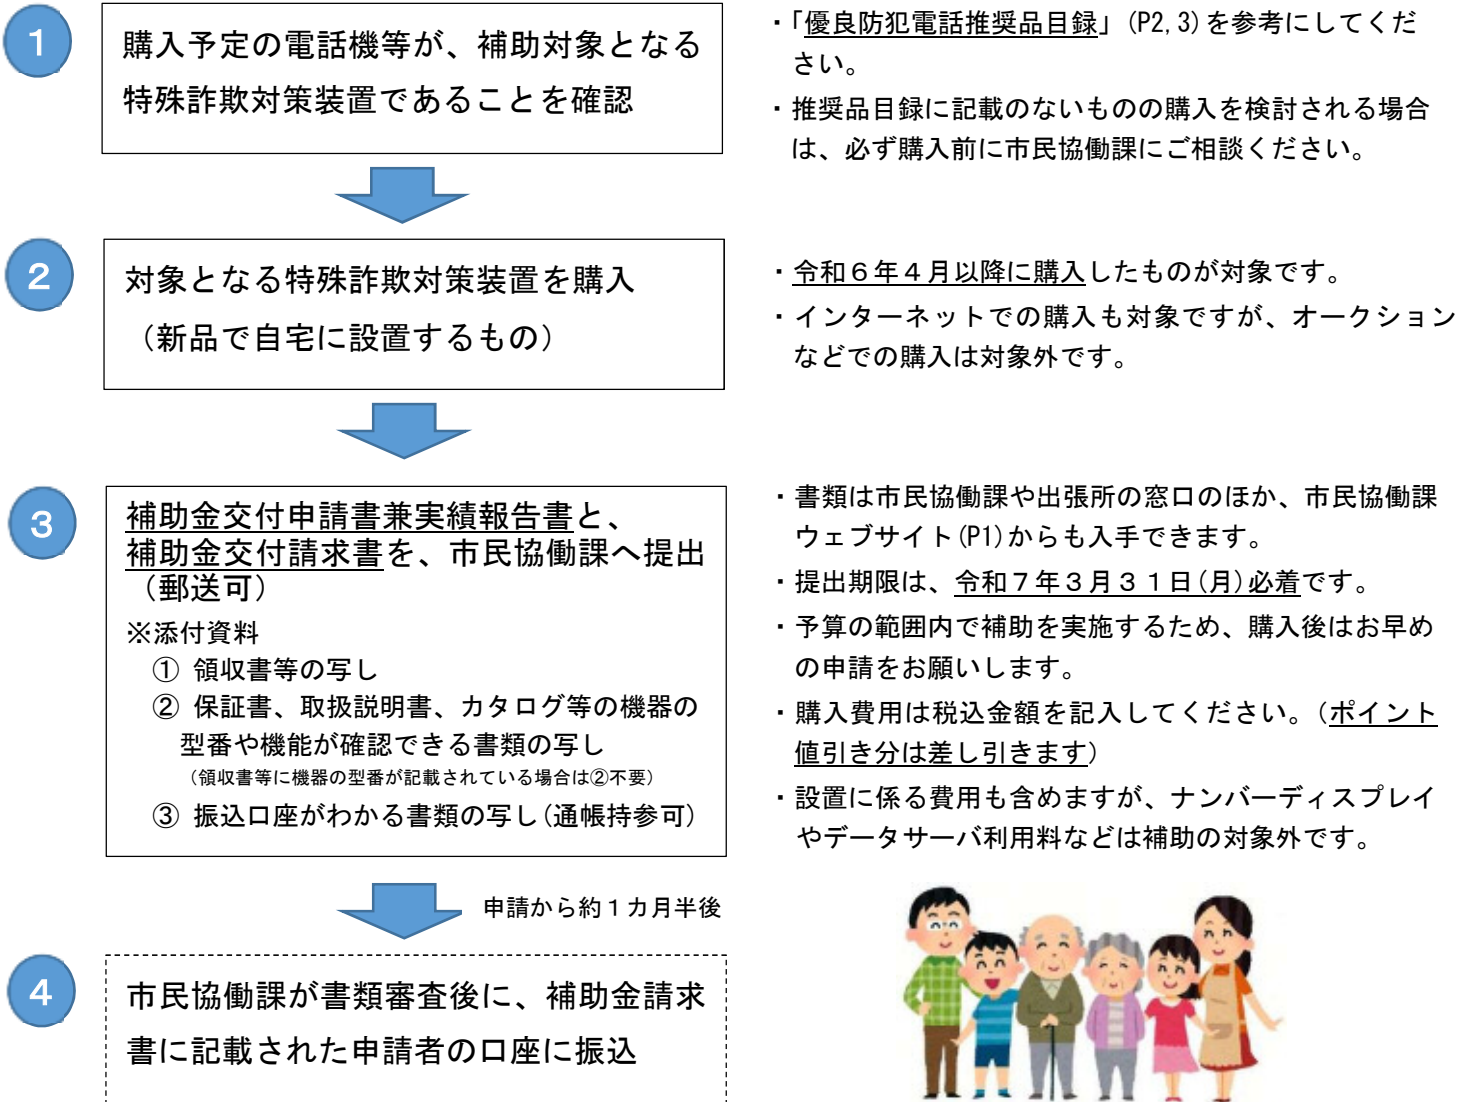 1
購入予定の電話機等が、補助対象となる
特殊詐欺対策装置であることを確認
・「優良防犯電話推奨品目録」(P2,3)を参考にしてくだ
さい。
・推奨品目録に記載のないものの購入を検討される場合
は、必ず購入前に市民協働課にご相談ください。
2
対象となる特殊詐欺対策装置を購入
（新品で自宅に設置するもの）
・令和６年４月以降に購入したものが対象です。
・インターネットでの購入も対象ですが、オークション
などでの購入は対象外です。
3
補助金交付申請書兼実績報告書と、
補助金交付請求書を、市民協働課へ提出
（郵送可）
※添付資料
① 領収書等の写し
② 保証書、取扱説明書、カタログ等の機器の
型番や機能が確認できる書類の写し
（領収書等に機器の型番が記載されている場合は②不要）
③ 振込口座がわかる書類の写し(通帳持参可)
・書類は市民協働課や出張所の窓口のほか、市民協働課
ウェブサイト(P1)からも入手できます。
・提出期限は、令和７年３月３１日(月)必着です。
・予算の範囲内で補助を実施するため、購入後はお早め
の申請をお願いします。
・購入費用は税込金額を記入してください。(ポイント
値引き分は差し引きます)
・設置に係る費用も含めますが、ナンバーディスプレイ
やデータサーバ利用料などは補助の対象外です。
申請から約１カ月半後
4
市民協働課が書類審査後に、補助金請求
書に記載された申請者の口座に振込